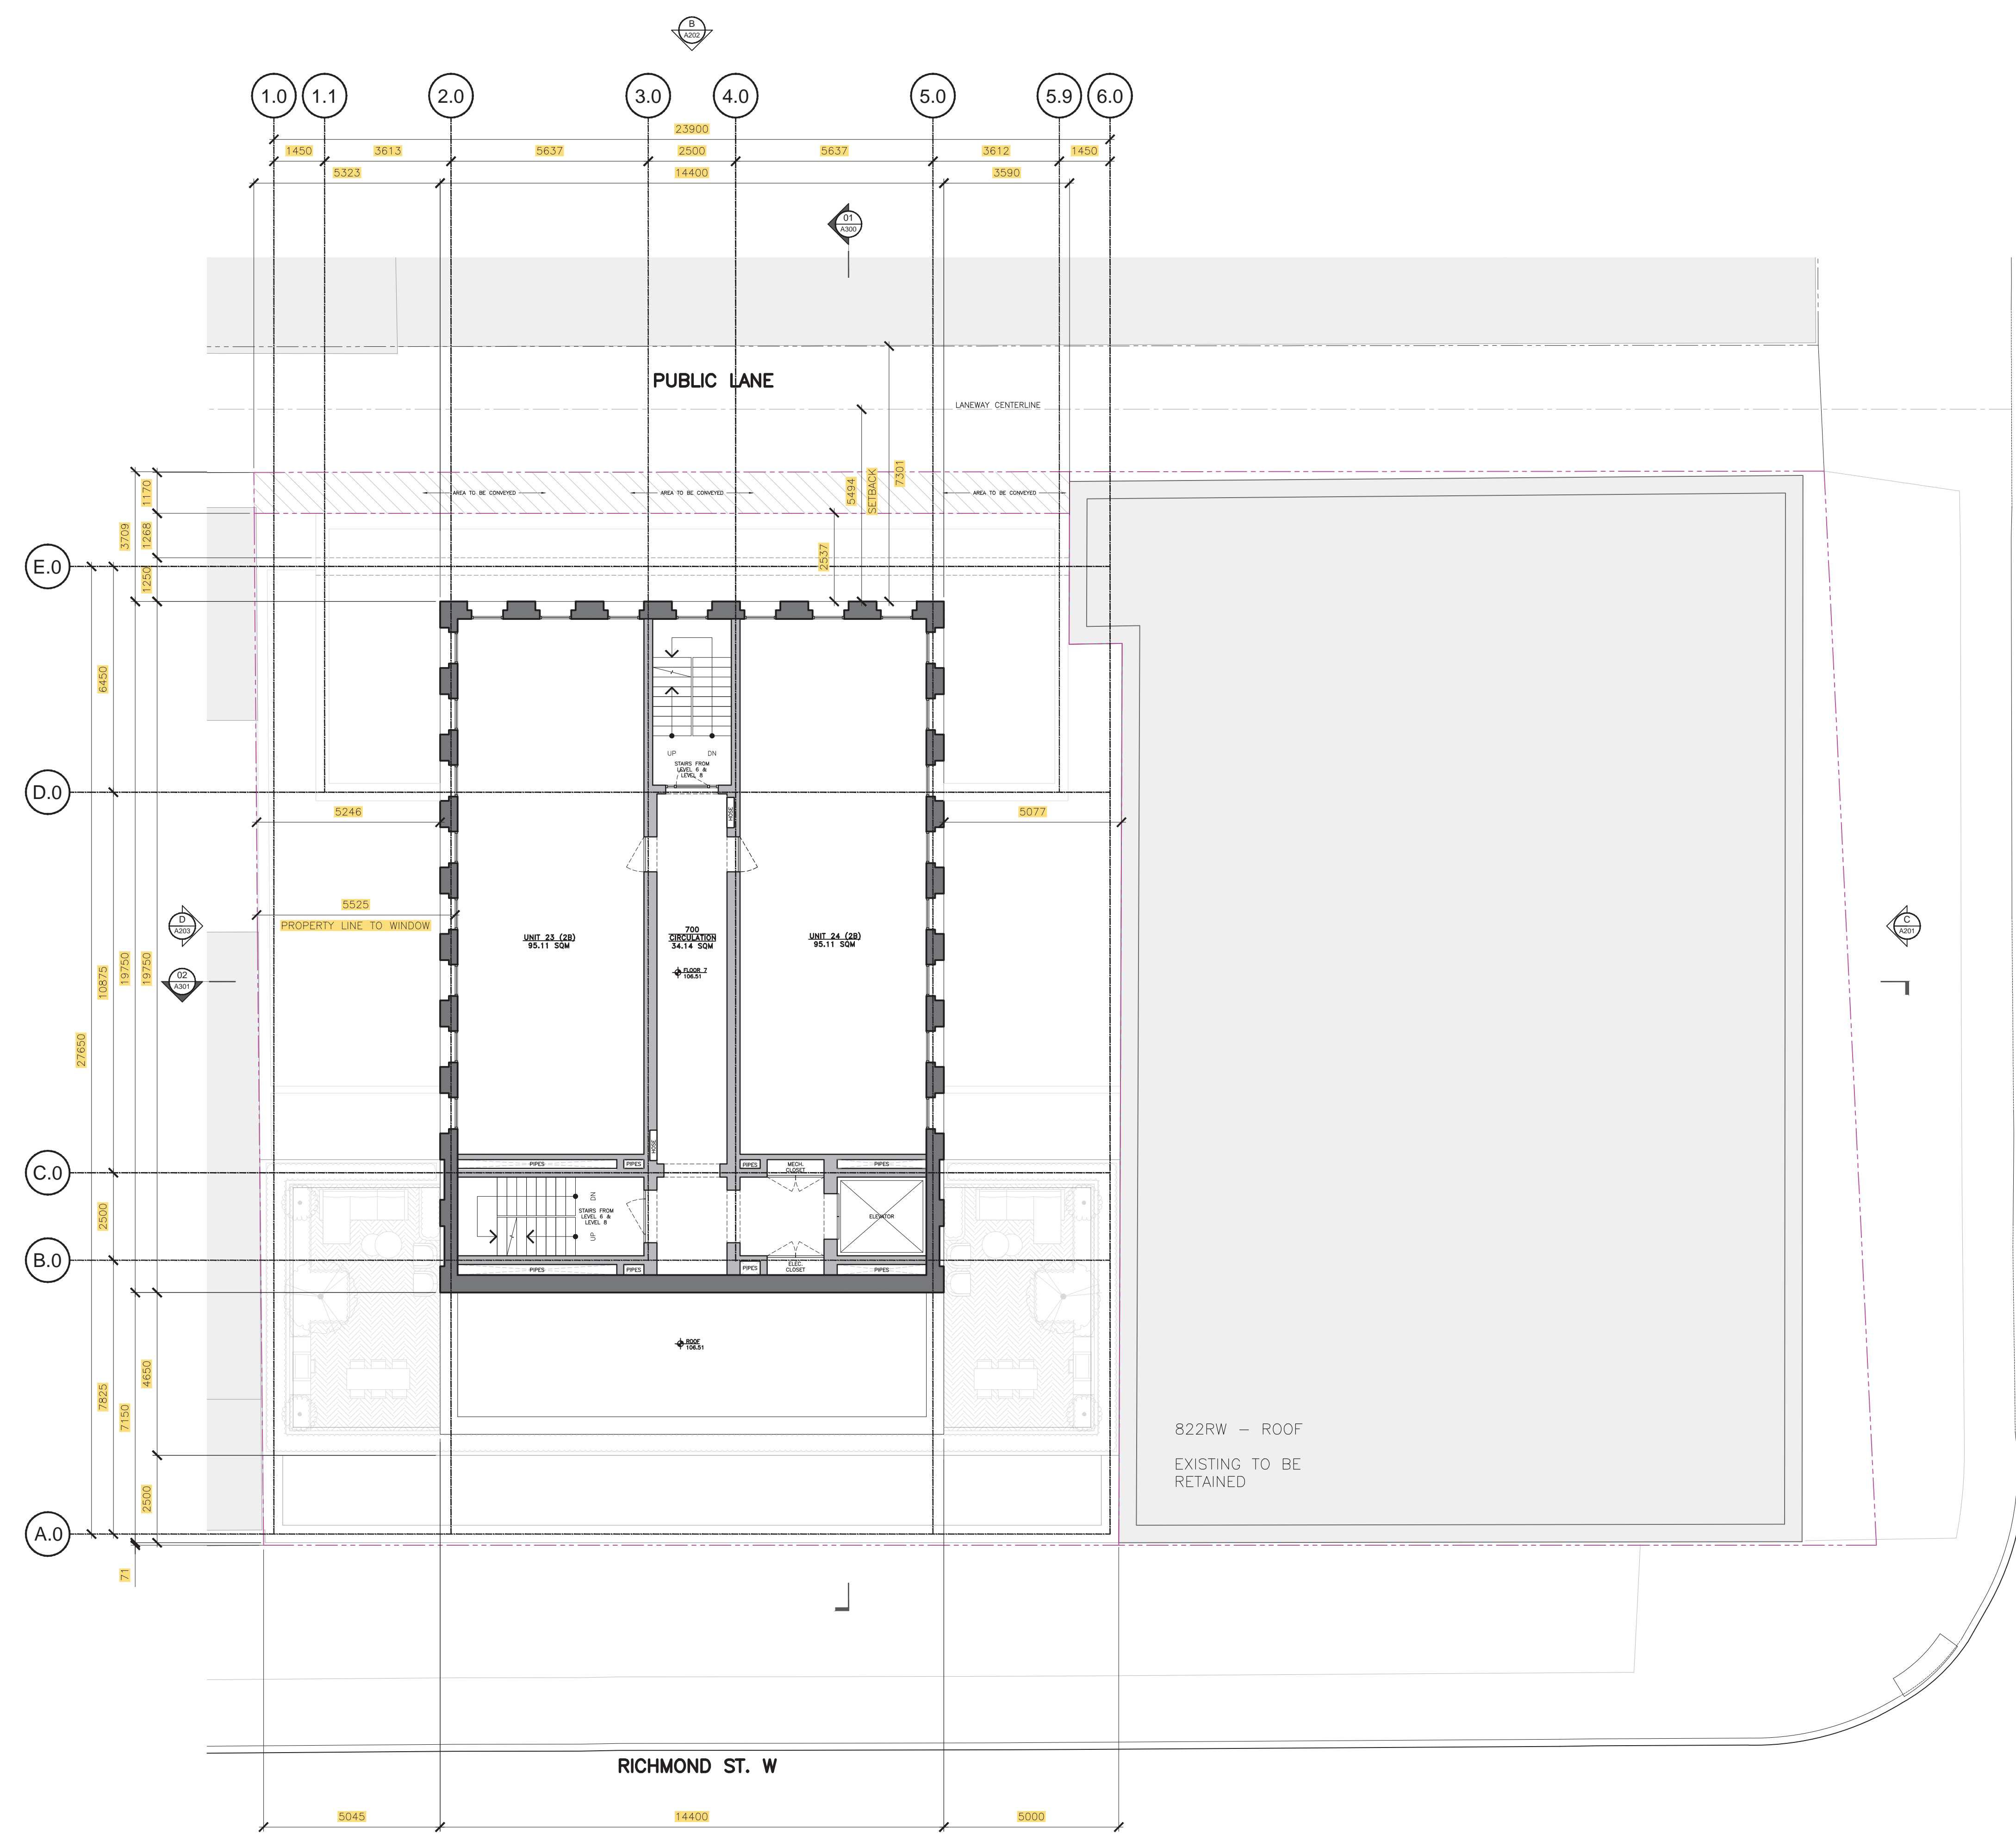 B
A202
1.0 1.1 2.0 3.0 4.0 5.0 5.9 6.0
23900
1450 3613 5637 2500 5637 3612 1450
5323 14400 3590
01
A300
PUBLIC LANE
LANEWAY CENTERLINE
1170
3709
1268
1250
5494
SETBACK
7301
2537
AREA TO BE CONVEYED AREA TO BE CONVEYED AREA TO BE CONVEYED
E.0
6450
UP DN
STAIRS FROM
LEVEL 6 &
LEVEL 8
D.0
5246 5077
HOSE
5525
PROPERTY LINE TO WINDOW
D
A203
C
A201
02
A301
UNIT 23 (2B)
95.11 SQM
700
CIRCULATION
34.14 SQM
UNIT 24 (2B)
95.11 SQM
FLOOR 7
106.51
10875
19750
19750
27650
HOSE
C.0
PIPES PIPES PIPES
MECH.
CLOSET
PIPES
2500
DN
STAIRS FROM
LEVEL 6 &
LEVEL 8
UP
ELEVATOR
B.0
PIPES PIPES PIPES
ELEC.
CLOSET
PIPES
ROOF
106.51
4650
7825
7150
2500
822RW - ROOF
EXISTING TO BE
RETAINED
A.0
71
RICHMOND ST. W
5045 14400 5000